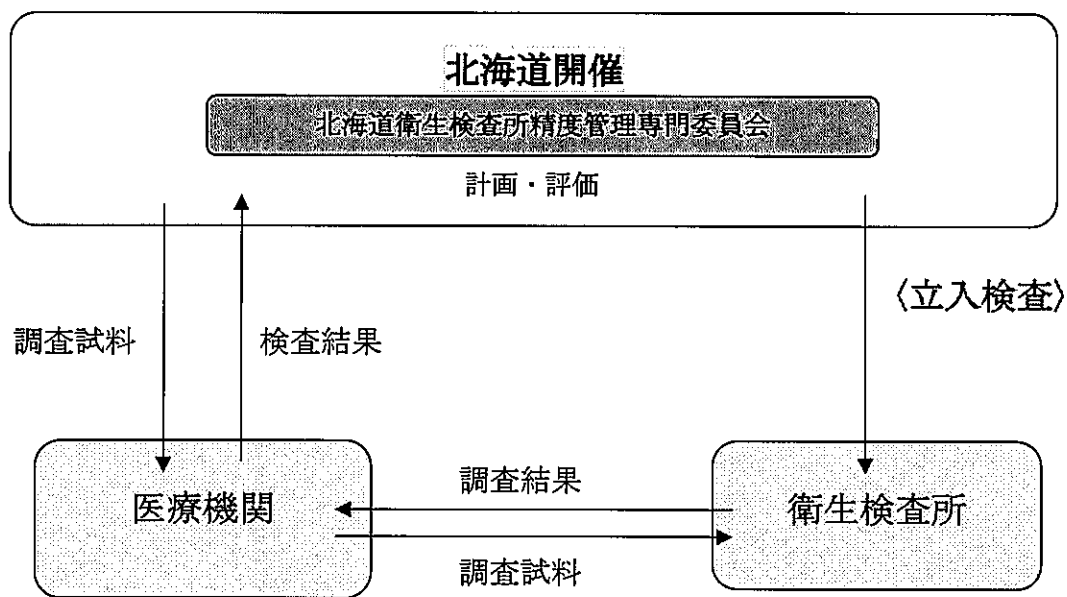 北海道開催
北海道衛生検査所精度管理専門委員会
計画・評価
〈立入検査〉
調査試料
検査結果
医療機関
調査結果
衛生検査所
調査試料